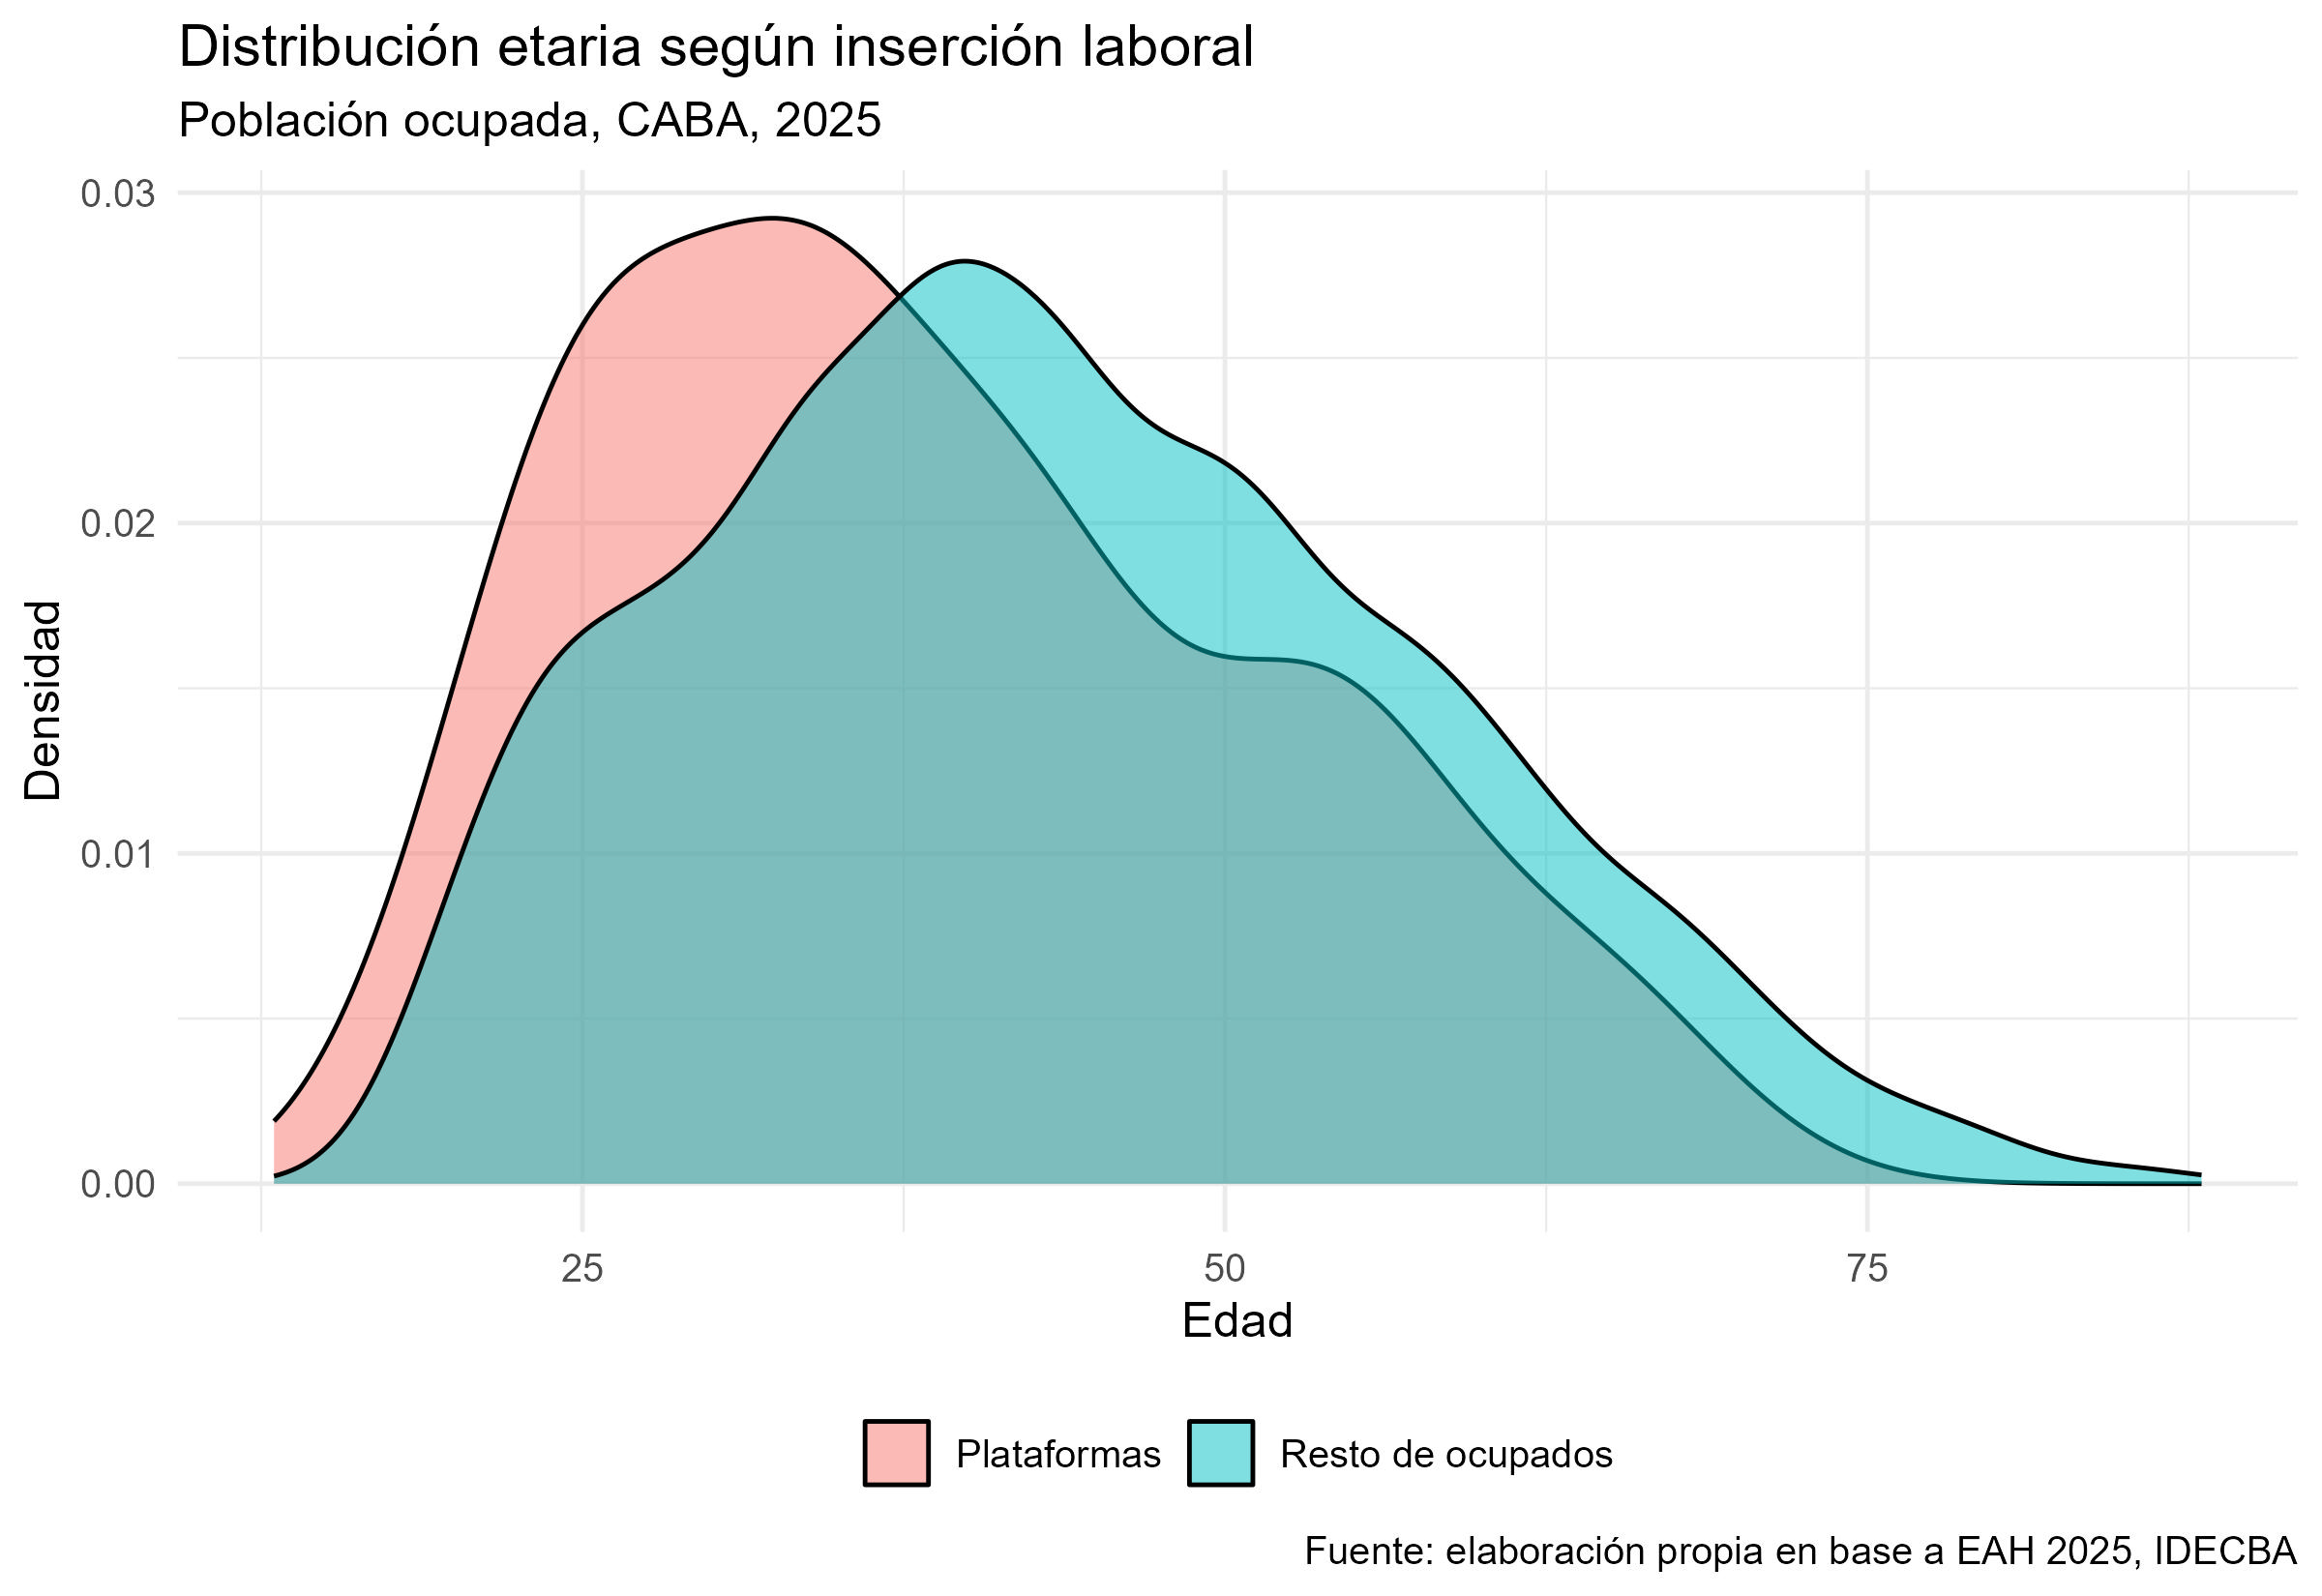 Distribución etaria según inserción laboral
Población ocupada, CABA, 2025
0.03
0.02
0.01
0.00
Densidad
25 50 75
Edad
Plataformas Resto de ocupados
Fuente: elaboración propia en base a EAH 2025, IDECBA